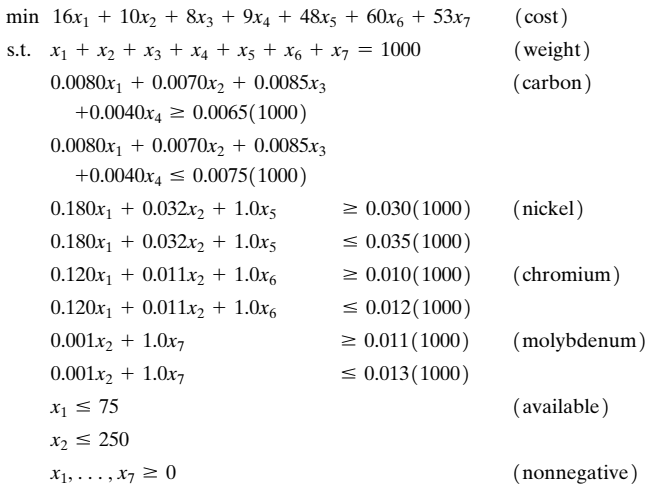 min 16x₁ + 10x₂ + 8x₃ + 9x₄ + 48x₅ + 60x₆ + 53x₇ (cost)
s.t. x₁ + x₂ + x₃ + x₄ + x₅ + x₆ + x₇ = 1000 (weight)
0.0080x₁ + 0.0070x₂ + 0.0085x₃ (carbon)
+0.0040x₄ ≥ 0.0065(1000)
0.0080x₁ + 0.0070x₂ + 0.0085x₃
+0.0040x₄ ≤ 0.0075(1000)
0.180x₁ + 0.032x₂ + 1.0x₅ ≥ 0.030(1000) (nickel)
0.180x₁ + 0.032x₂ + 1.0x₅ ≤ 0.035(1000)
0.120x₁ + 0.011x₂ + 1.0x₆ ≥ 0.010(1000) (chromium)
0.120x₁ + 0.011x₂ + 1.0x₆ ≤ 0.012(1000)
0.001x₂ + 1.0x₇ ≥ 0.011(1000) (molybdenum)
0.001x₂ + 1.0x₇ ≤ 0.013(1000)
x₁ ≤ 75 (available)
x₂ ≤ 250
x₁, . . . , x₇ ≥ 0 (nonnegative)